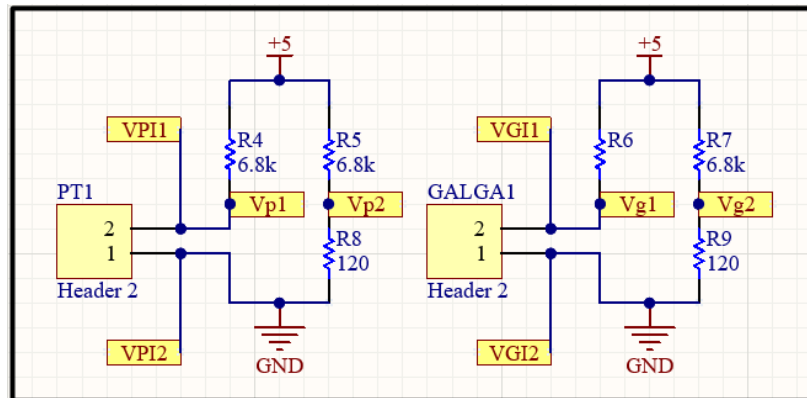 +5
+5
VPI1
VGI1
R4
6.8k
R5
6.8k
R6
R7
6.8k
PT1
GALGA1
Vp1
Vp2
Vg1
Vg2
2
1
2
1
R8
120
R9
120
Header 2
Header 2
VPI2
VGI2
GND
GND